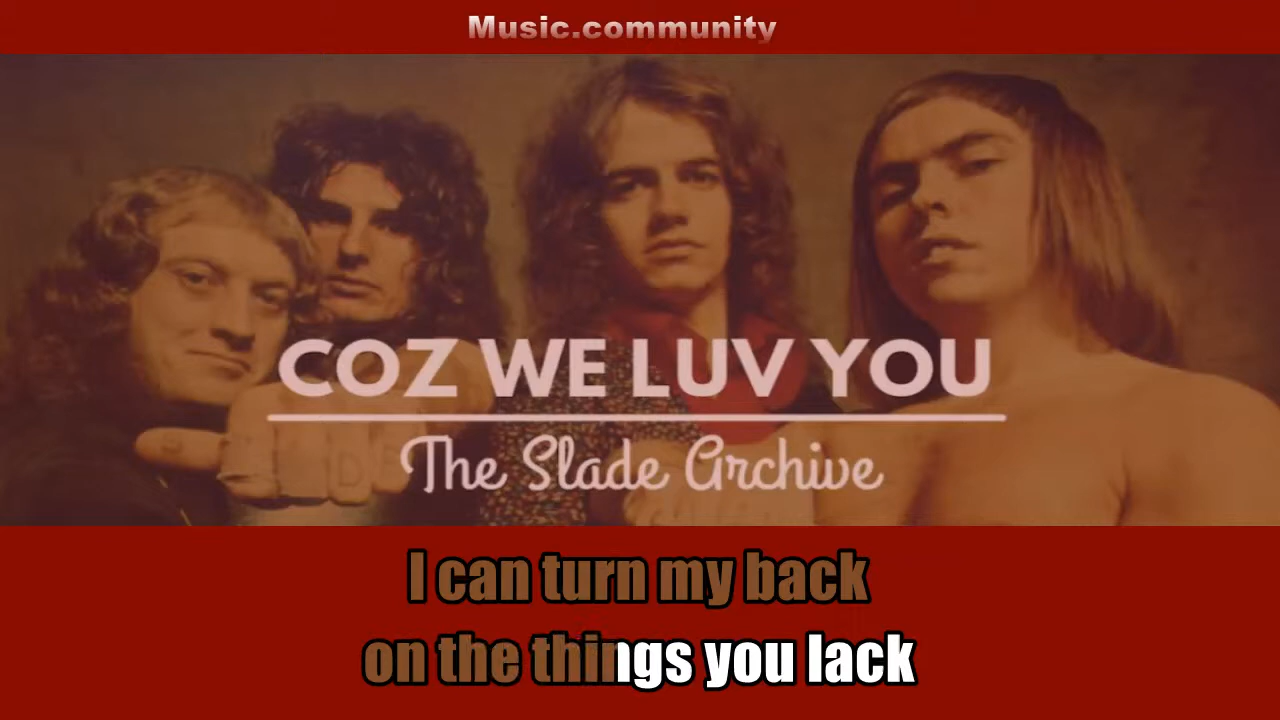 Music.community
COZ WE LUV YOU
The Slade Archive
I can turn my back
on the things you lack